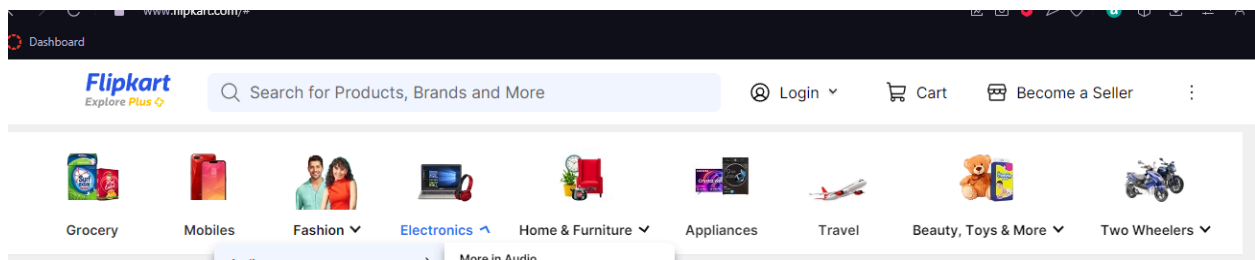 www.flipkart.com/#
Dashboard
Flipkart
Explore Plus
Search for Products, Brands and More
Login
Cart
Become a Seller
Grocery
Mobiles
Fashion
Electronics
Home & Furniture
Appliances
Travel
Beauty, Toys & More
Two Wheelers
More in Audio